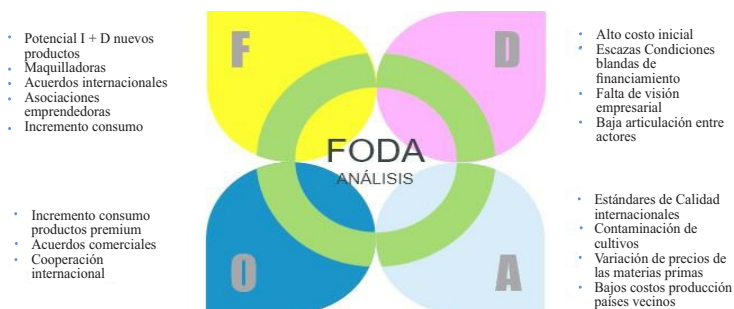 Potencial I + D nuevos
productos
Maquilladoras
Acuerdos internacionales
Asociaciones
emprendedoras
Incremento consumo
F
D
Alto costo inicial
Escazas Condiciones
blandas de
financiamiento
Falta de visión
empresarial
Baja articulación entre
actores
FODA
ANÁLISIS
Incremento consumo
productos premium
Acuerdos comerciales
Cooperación
internacional
O
A
Estándares de Calidad
internacionales
Contaminación de
cultivos
Variación de precios de
las materias primas
Bajos costos producción
países vecinos